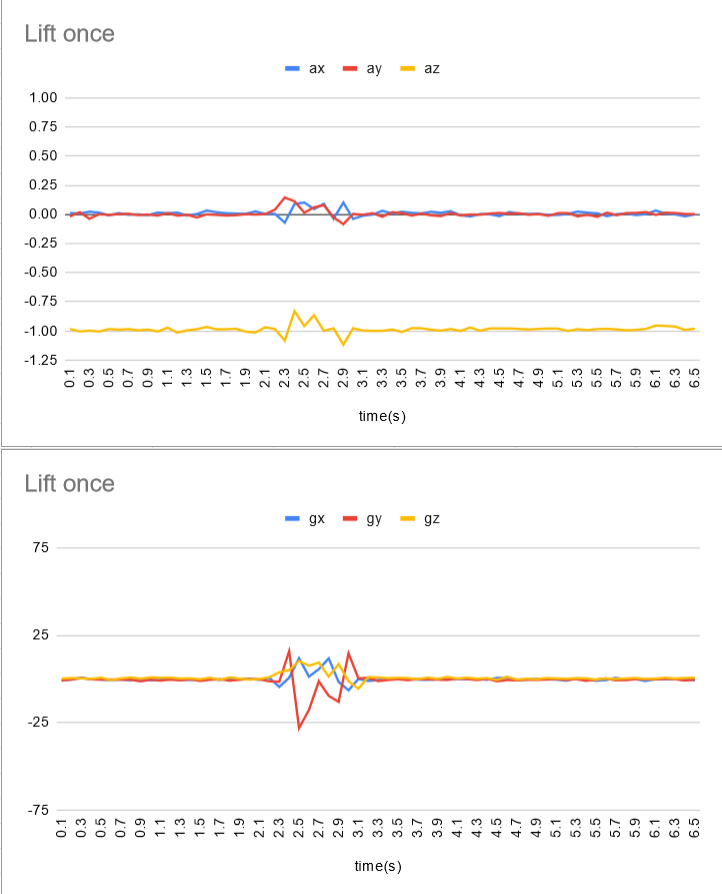 Lift once
ax ay az
1.00
0.75
0.50
0.25
0.00
-0.25
-0.50
-0.75
-1.00
-1.25
0.1 0.3 0.5 0.7 0.9 1.1 1.3 1.5 1.7 1.9 2.1 2.3 2.5 2.7 2.9 3.1 3.3 3.5 3.7 3.9 4.1 4.3 4.5 4.7 4.9 5.1 5.3 5.5 5.7 5.9 6.1 6.3 6.5
time(s)
Lift once
gx gy gz
75
25
-25
-75
0.1 0.3 0.5 0.7 0.9 1.1 1.3 1.5 1.7 1.9 2.1 2.3 2.5 2.7 2.9 3.1 3.3 3.5 3.7 3.9 4.1 4.3 4.5 4.7 4.9 5.1 5.3 5.5 5.7 5.9 6.1 6.3 6.5
time(s)